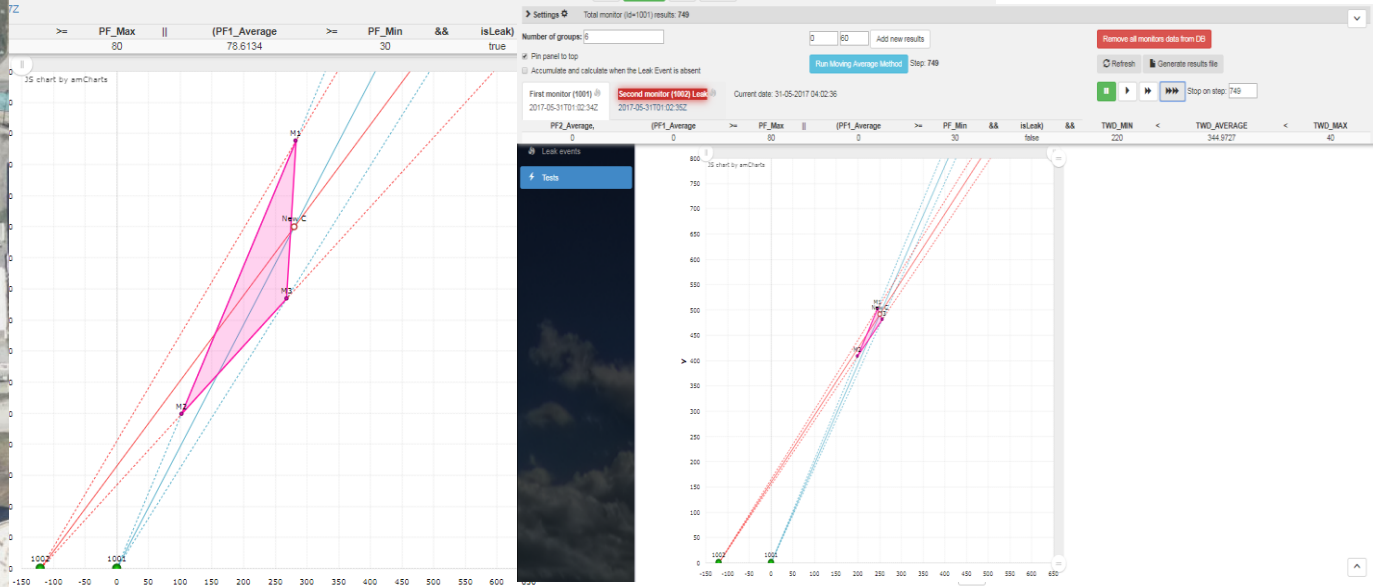 7Z
>= PF_Max || (PF1_Average >= PF_Min && isLeak)
80 78.6134 30 true
JS chart by amCharts
M1
New C
M3
M2
1002 1001
-150 -100 -50 0 50 100 150 200 250 300 350 400 450 500 550 600
Settings Total monitor (id=1001) results: 749
Number of groups: 6
0 60 Add new results
Remove all monitors data from DB
Pin panel to top
Accumulate and calculate when the Leak Event is absent
Run Moving Average Method Step: 749
Refresh Generate results file
Stop on step: 749
First monitor (1001) Second monitor (1002) Leak
2017-05-31T01:02:34Z 2017-05-31T01:02:35Z
Current date: 31-05-2017 04:02:36
PF2_Average, (PF1_Average >= PF_Max || (PF1_Average >= PF_Min && isLeak) && TWD_MIN < TWD_AVERAGE < TWD_MAX
0 0 80 0 30 false 220 344.9727 40
Leak events
Tests
JS chart by amCharts
800
750
700
650
600
550
500
450
400
350
300
250
200
150
100
50
0
Y
M1
1002 1001
-150 -100 -50 0 50 100 150 200 250 300 350 400 450 500 550 600 650